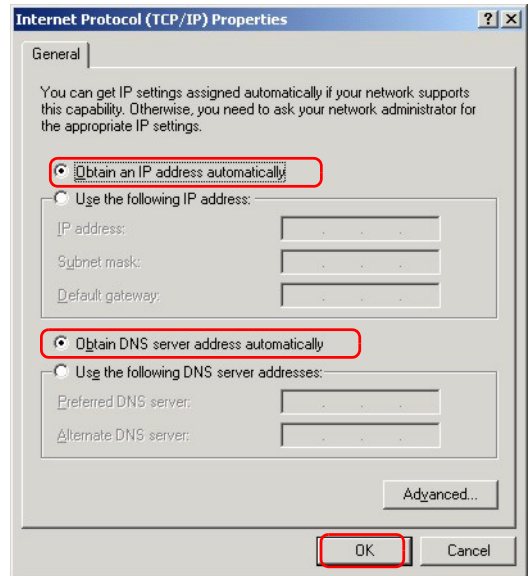 Internet Protocol (TCP/IP) Properties
General
You can get IP settings assigned automatically if your network supports
this capability. Otherwise, you need to ask your network administrator for
the appropriate IP settings.
Obtain an IP address automatically
Use the following IP address:
IP address:
Subnet mask:
Default gateway:
Obtain DNS server address automatically
Use the following DNS server addresses:
Preferred DNS server:
Alternate DNS server:
Advanced...
OK
Cancel